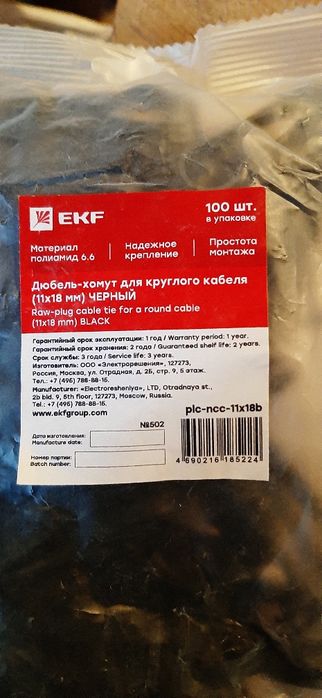 EKF
100 шт.
в упаковке
Материал
полиамид 6.6
Надежное
крепление
Простота
монтажа
Дюбель-хомут для круглого кабеля
(11х18 мм) ЧЕРНЫЙ
Raw-plug cable tie for a round cable
(11x18 mm) BLACK
Гарантийный срок эксплуатации: 1 год / Warranty period: 1 year.
Гарантийный срок хранения: 2 года / Guaranteed shelf life: 2 years.
Срок службы: 3 года / Service life: 3 years.
Изготовитель: ООО «Электрорешения», 127273,
Россия, Москва, ул. Отрадная, д. 2Б, стр. 9, 5 этаж.
Тел.: +7 (495) 788-88-15.
Manufacturer: «Electroresheniya», LTD, Otradnaya st.,
2b bld. 9, 5th floor, 127273, Moscow, Russia.
Tel.: +7 (495) 788-88-15.
www.ekfgroup.com
plc-ncc-11x18b
№502
Дата изготовления:
Manufacture date:
Номер партии:
Batch number:
4 690216 185224